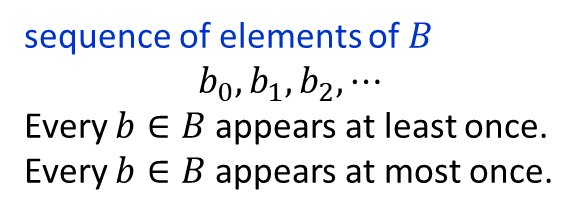 sequence of elements of B
b₀, b₁, b₂, ⋯
Every b ∈ B appears at least once.
Every b ∈ B appears at most once.